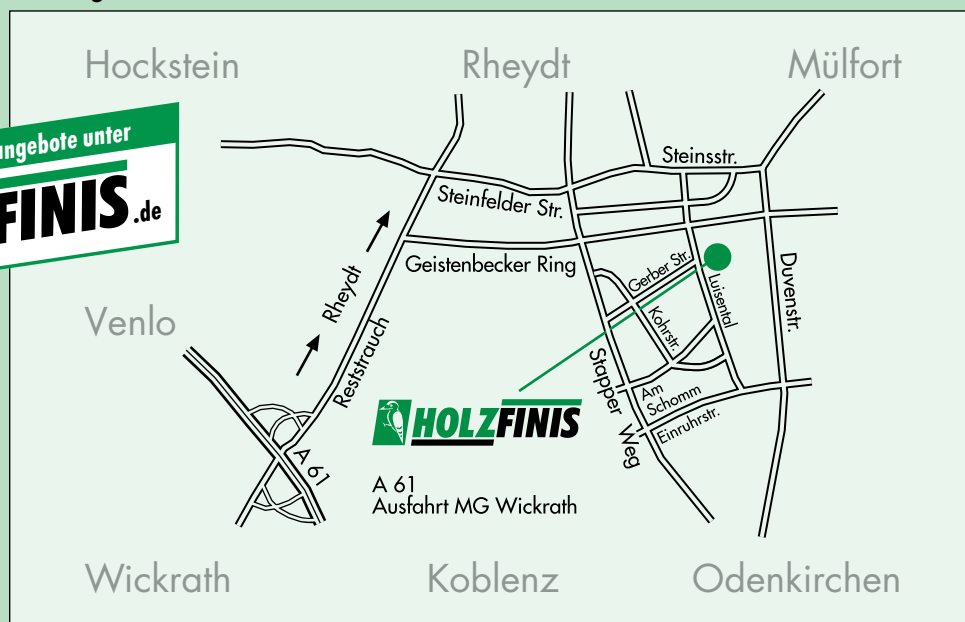 Hockstein
Rheydt
Mülfort
angebote unter
FINIS.de
Steinsstr.
Steinfelder Str.
Geistenbecker Ring
Gerber Str.
Luisental
Duvenstr.
Rheydt
Venlo
Kohrstr.
Reststrauch
Stapper Weg
Am
Schomm
Einruhrstr.
HOLZFINIS
A 61
A 61
Ausfahrt MG Wickrath
Wickrath
Koblenz
Odenkirchen